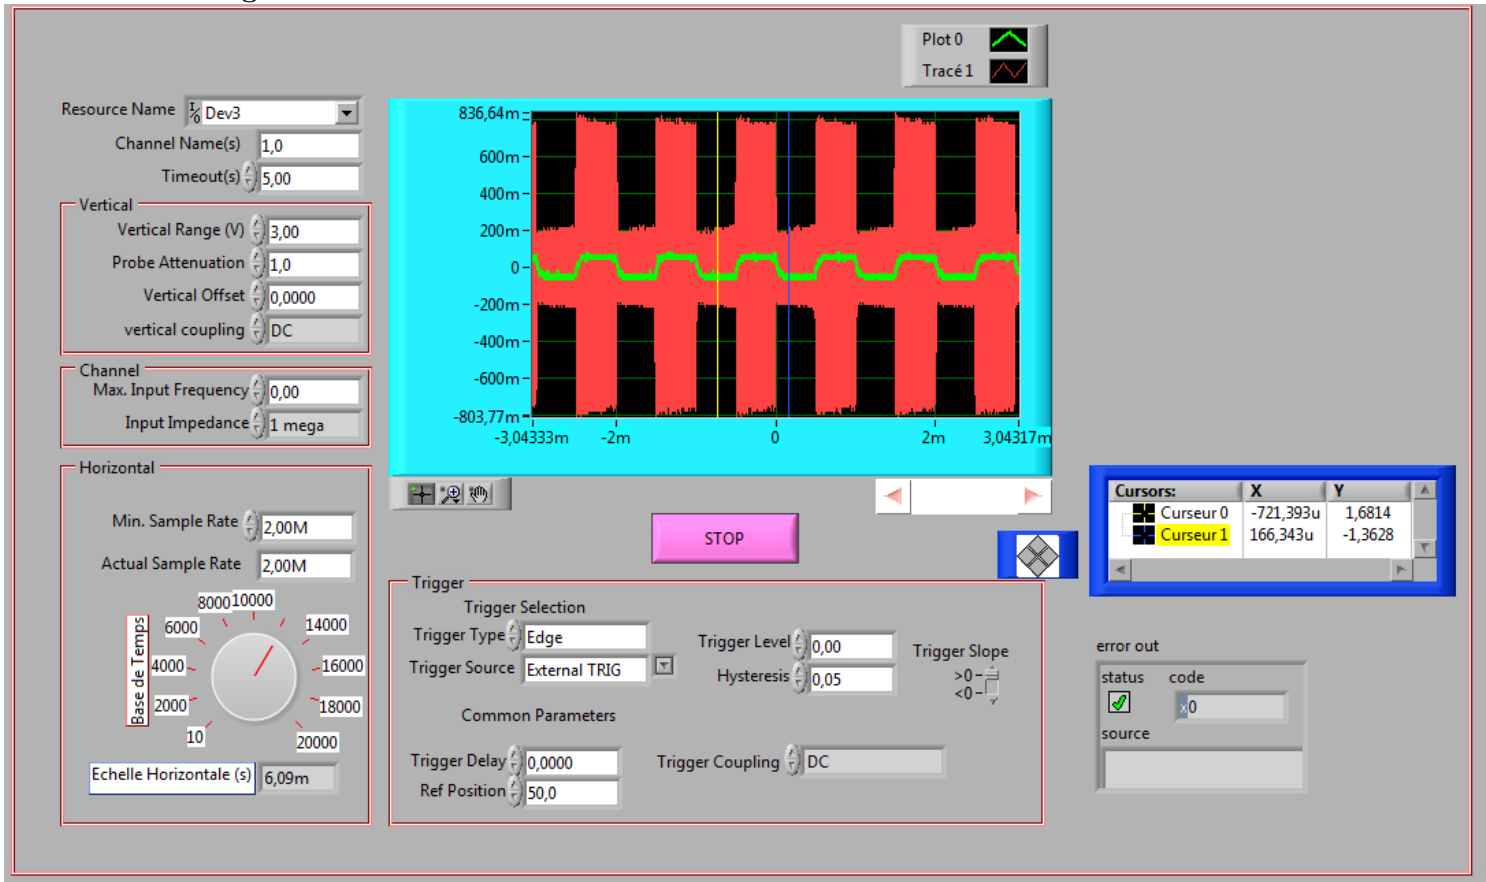 Plot 0
Tracé 1
Resource Name Dev3
Channel Name(s) 1,0
Timeout(s) 5,00
Vertical
Vertical Range (V) 3,00
Probe Attenuation 1,0
Vertical Offset 0,0000
vertical coupling DC
Channel
Max. Input Frequency 0,00
Input Impedance 1 mega
Horizontal
Min. Sample Rate 2,00M
Actual Sample Rate 2,00M
Base de Temps
10
2000
4000
6000
8000
10000
14000
16000
18000
20000
Echelle Horizontale (s) 6,09m
836,64m
600m
400m
200m
0
-200m
-400m
-600m
-803,77m
-3,04333m -2m 0 2m 3,04317m
STOP
Cursors: X Y
Curseur 0 -721,393u 1,6814
Curseur 1 166,343u -1,3628
Trigger
Trigger Selection
Trigger Type Edge
Trigger Source External TRIG
Trigger Level 0,00
Hysteresis 0,05
Trigger Slope
>0
<0
Common Parameters
Trigger Delay 0,0000
Ref Position 50,0
Trigger Coupling DC
error out
status code
x0
source